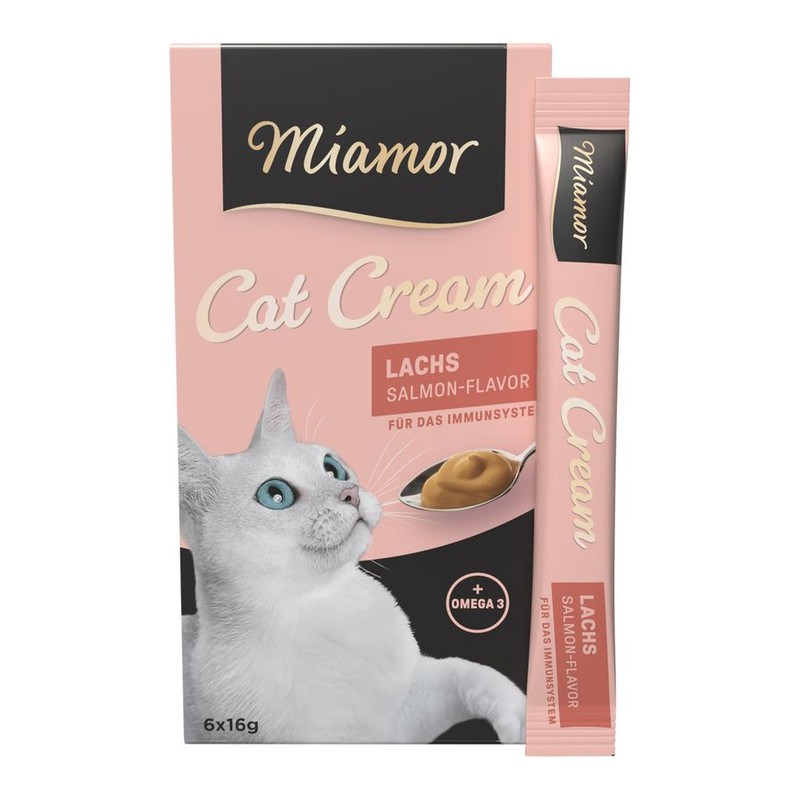 Miamor
Cat Cream
LACHS
SALMON-FLAVOR
FÜR DAS IMMUNSYSTE
+
OMEGA 3
6x16g
Miamor
Cat Cream
LACHS
SALMON-FLAVOR
FÜR DAS IMMUNSYSTEM